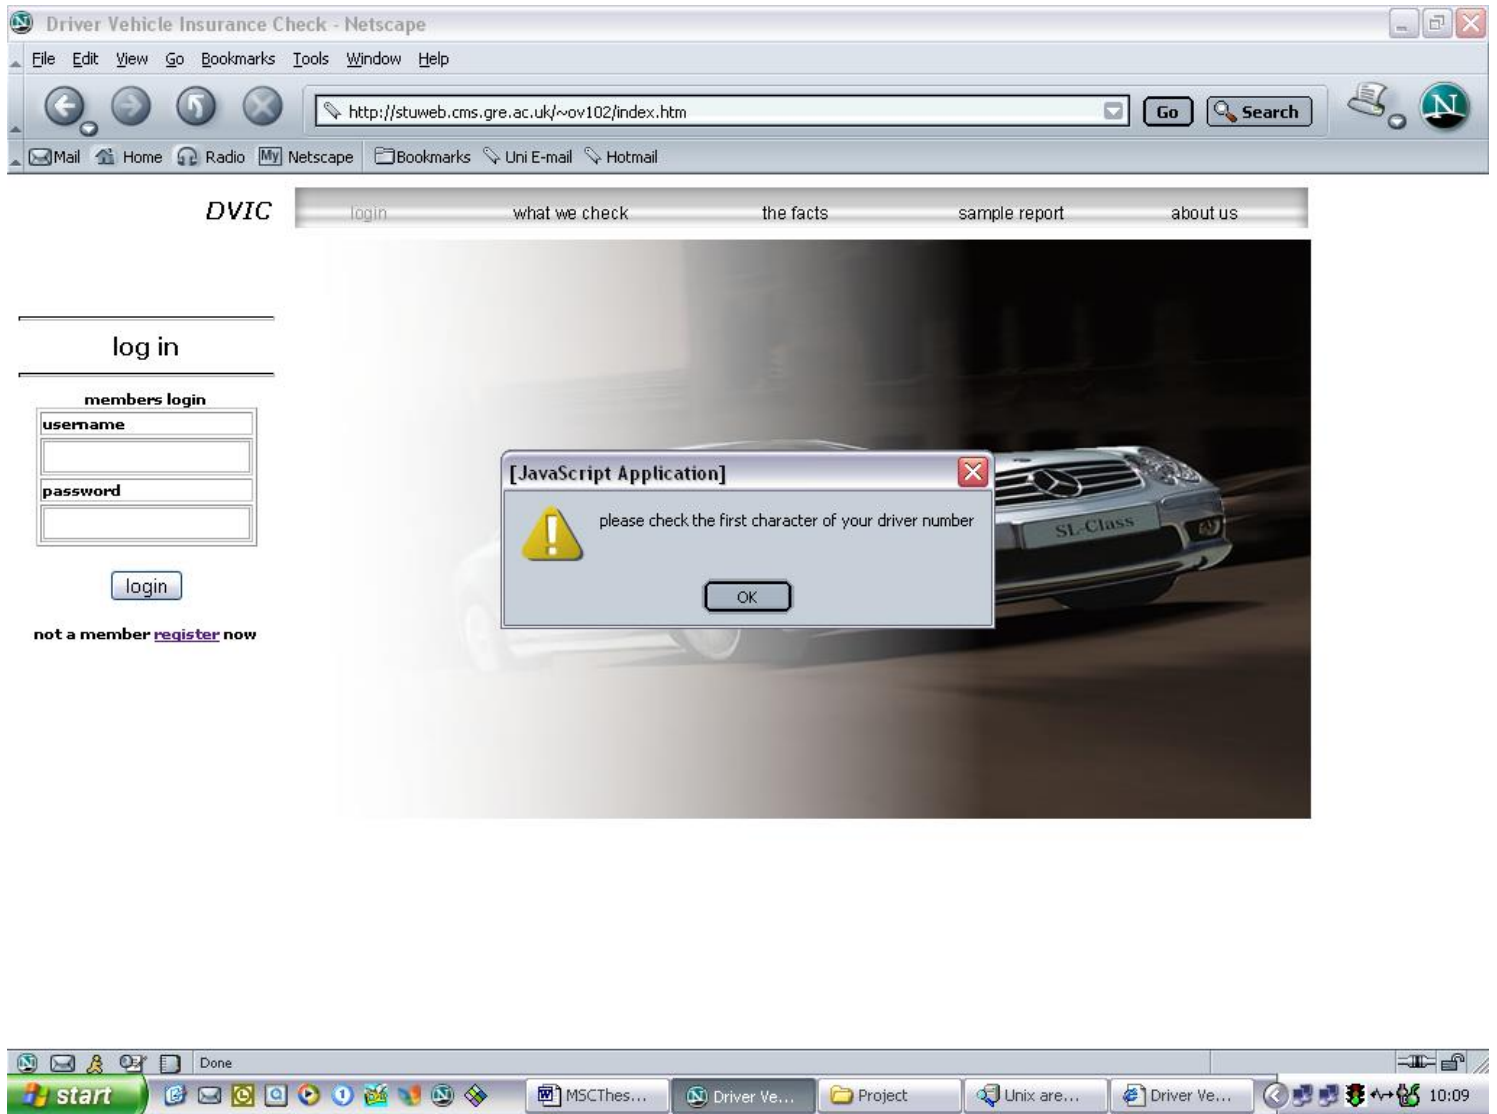 Driver Vehicle Insurance Check - Netscape
File Edit View Go Bookmarks Tools Window Help
http://stuweb.cms.gre.ac.uk/~ov102/index.htm Go Search N
Mail Home Radio My Netscape Bookmarks Uni E-mail Hotmail
DVIC login what we check the facts sample report about us
log in
members login
username
password
login
not a member register now
[JavaScript Application]
please check the first character of your driver number
OK
SL-Class
Done
start MSCThes... Driver Ve... Project Unix are... Driver Ve... 10:09